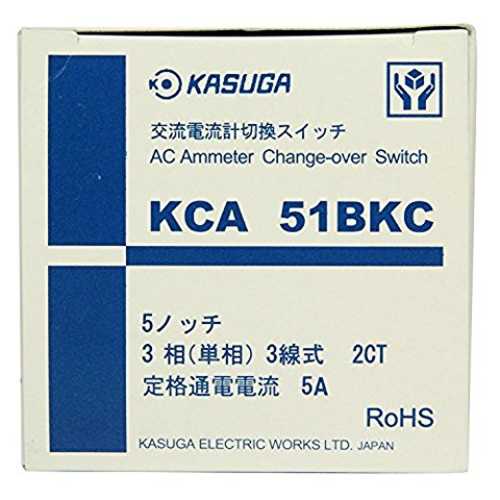 KASUGA
交流電流計切換スイッチ
AC Ammeter Change-over Switch
KCA 51BKC
5ノッチ
3相(単相) 3線式 2CT
定格通電電流 5A
RoHS
KASUGA ELECTRIC WORKS LTD. JAPAN